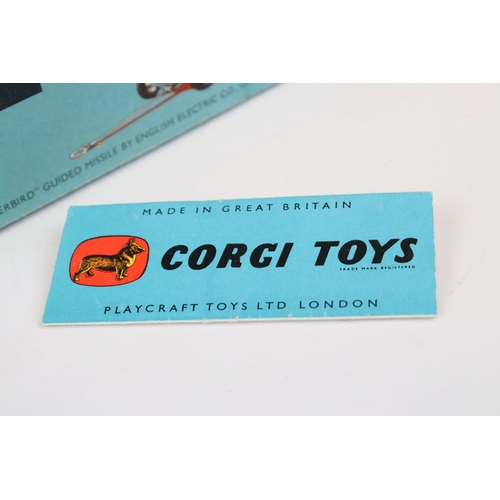 ERBIRD" GUIDED MISSILE BY ENGLISH ELECTRIC CO.
MADE IN GREAT BRITAIN
CORGI TOYS
TRADE MARK REGISTERED
PLAYCRAFT TOYS LTD LONDON